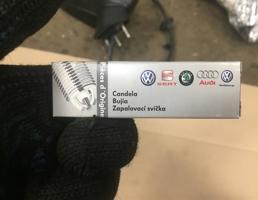 Pièces d'Origine
SEAT
Audi
Candela
Bujía
Zapalovací svíčka